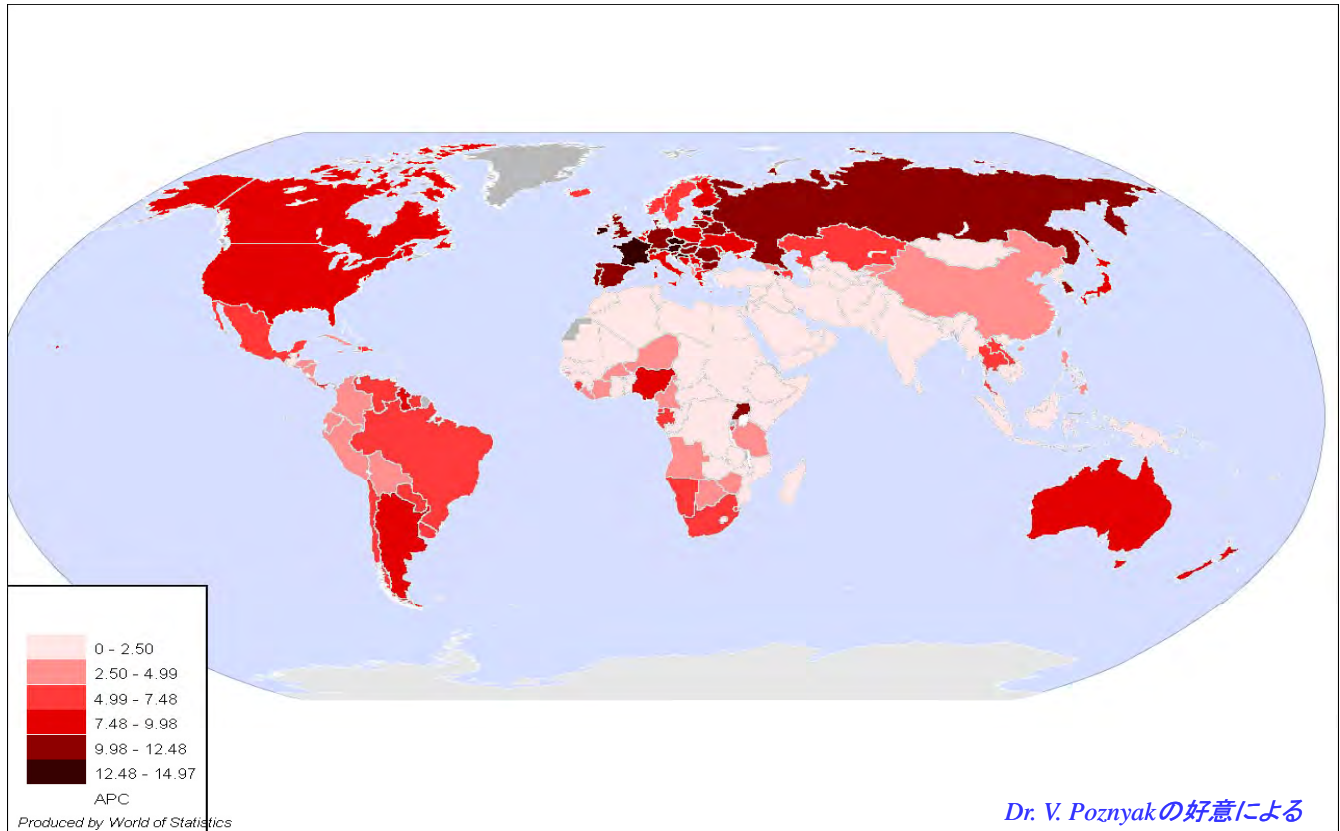 0 - 2.50
2.50 - 4.99
4.99 - 7.48
7.48 - 9.98
9.98 - 12.48
12.48 - 14.97
APC
Produced by World of Statistics
Dr. V. Poznyakの好意による